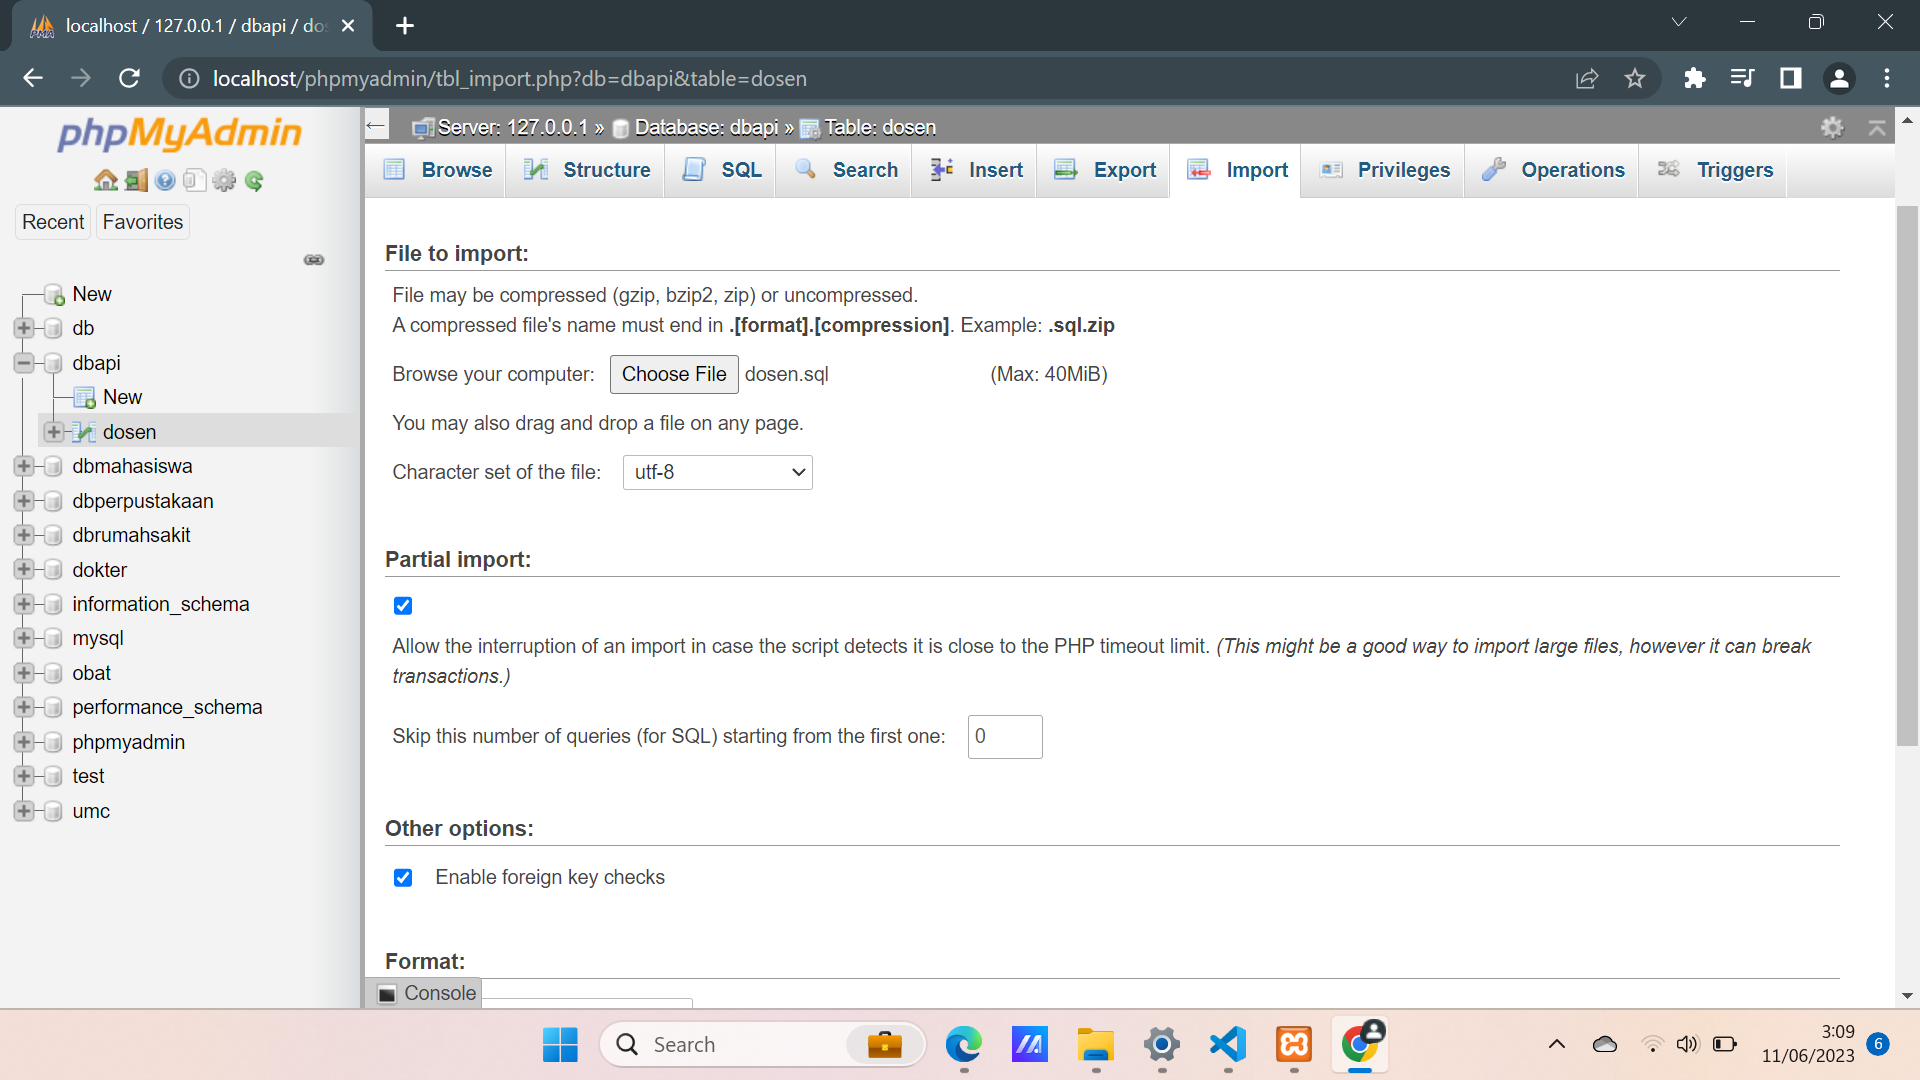 localhost / 127.0.0.1 / dbapi / do
localhost/phpmyadmin/tbl_import.php?db=dbapi&table=dosen
phpMyAdmin
Recent
Favorites
New
db
dbapi
New
dosen
dbmahasiswa
dbperpustakaan
dbrumahsakit
dokter
information_schema
mysql
obat
performance_schema
phpmyadmin
test
umc
Server: 127.0.0.1 » Database: dbapi » Table: dosen
Browse Structure SQL Search Insert Export Import Privileges Operations Triggers
File to import:
File may be compressed (gzip, bzip2, zip) or uncompressed.
A compressed file's name must end in .[format].[compression]. Example: .sql.zip
Browse your computer: Choose File dosen.sql (Max: 40MiB)
You may also drag and drop a file on any page.
Character set of the file: utf-8
Partial import:
Allow the interruption of an import in case the script detects it is close to the PHP timeout limit. (This might be a good way to import large files, however it can break
transactions.)
Skip this number of queries (for SQL) starting from the first one: 0
Other options:
Enable foreign key checks
Format:
Console
Search
3:09
11/06/2023
6